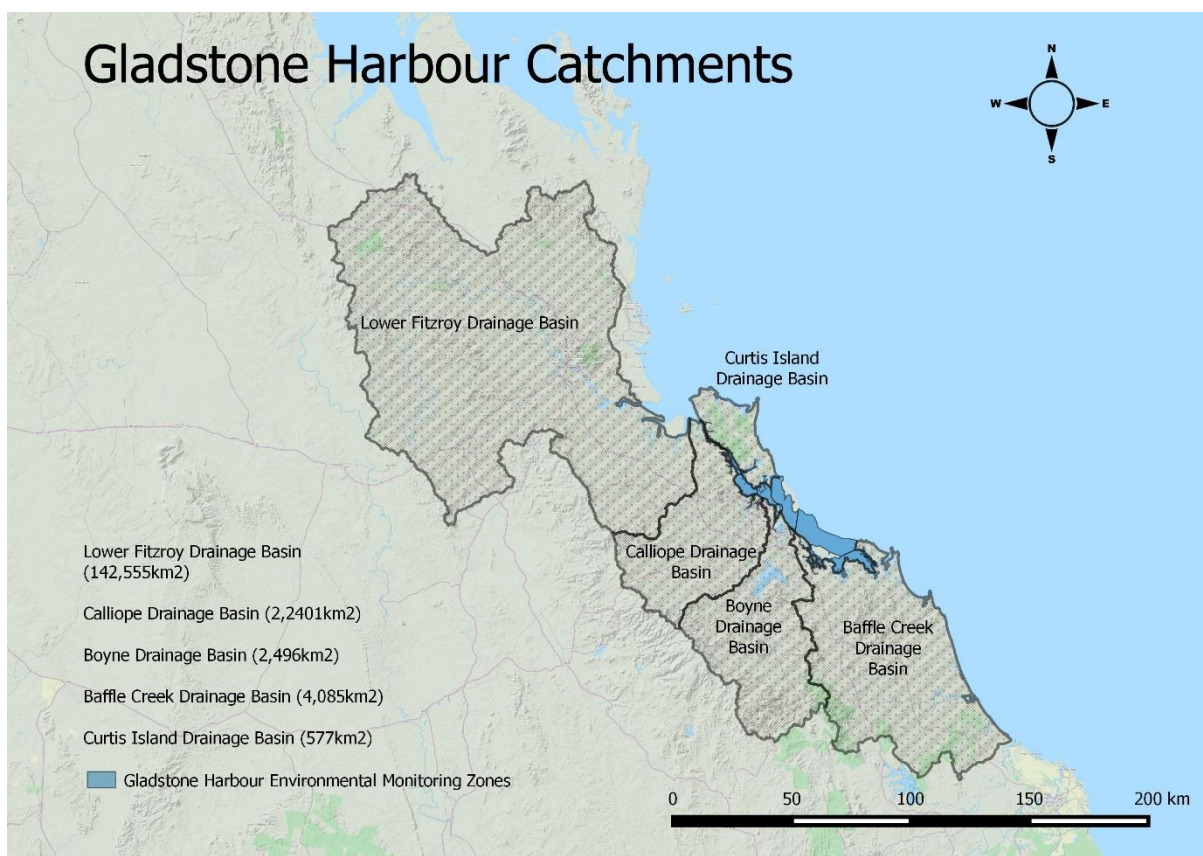 Gladstone Harbour Catchments
N
W
E
S
Lower Fitzroy Drainage Basin
Curtis Island
Drainage Basin
Calliope Drainage
Basin
Boyne
Drainage
Basin
Baffle Creek
Drainage
Basin
Lower Fitzroy Drainage Basin
(142,555km2)
Calliope Drainage Basin (2,2401km2)
Boyne Drainage Basin (2,496km2)
Baffle Creek Drainage Basin (4,085km2)
Curtis Island Drainage Basin (577km2)
Gladstone Harbour Environmental Monitoring Zones
0 50 100 150 200 km